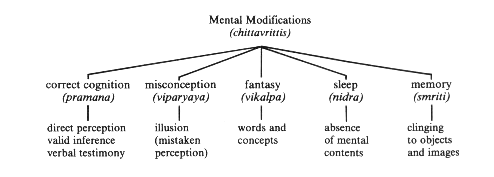 Mental Modifications
(chittavrittis)
correct cognition misconception fantasy sleep memory
(pramana) (viparyaya) (vikalpa) (nidra) (smriti)
direct perception illusion words and absence clinging
valid inference (mistaken concepts of mental to objects
verbal testimony perception) contents and images